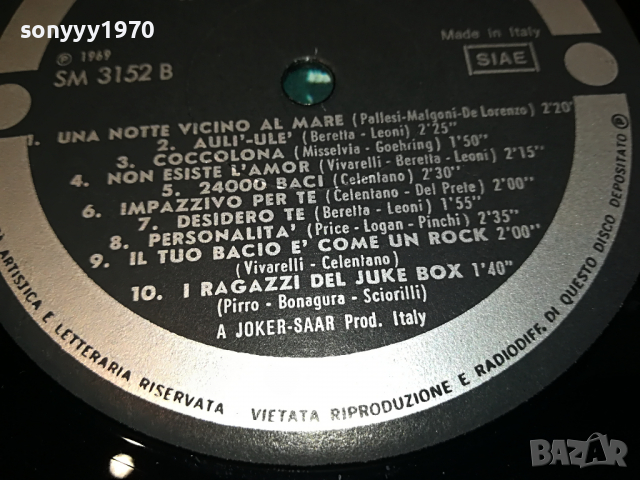 sonyyy1970
℗ 1969
SM 3152 B
Made in Italy
SIAE
1. UNA NOTTE VICINO AL MARE (Pallesi-Malgoni-De Lorenzo) 2'20"
2. AULI'-ULE' (Beretta - Leoni) 2'25"
3. COCCOLONA (Misselvia - Goehring) 1'50"
4. NON ESISTE L'AMOR (Vivarelli - Beretta - Leoni) 2'15"
5. 24000 BACI (Celentano) 2'30"
6. IMPAZZIVO PER TE (Celentano - Del Prete) 2'00"
7. DESIDERO TE (Beretta - Leoni) 1'55"
8. PERSONALITA' (Price - Logan - Pinchi) 2'35"
9. IL TUO BACIO E' COME UN ROCK 2'00"
(Vivarelli - Celentano)
10. I RAGAZZI DEL JUKE BOX 1'40"
(Pirro - Bonagura - Sciorilli)
A JOKER-SAAR Prod. Italy
ARTISTICA E LETTERARIA RISERVATA VIETATA RIPRODUZIONE E RADIODIFF. DI QUESTO DISCO DEPOSITATO ℗
BAZAR